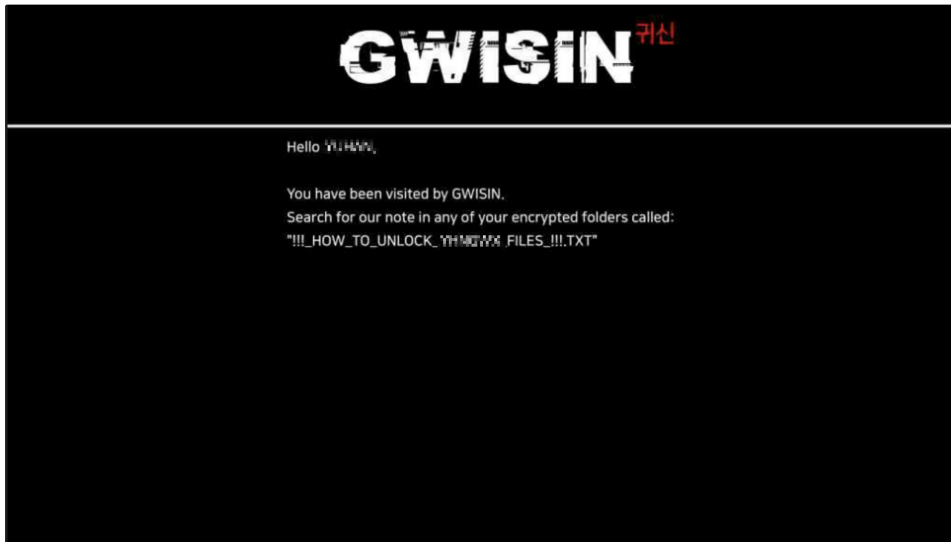 GWISIN 귀신
Hello
You have been visited by GWISIN.
Search for our note in any of your encrypted folders called:
"!!!_HOW_TO_UNLOCK_ _FILES_!!!.TXT"